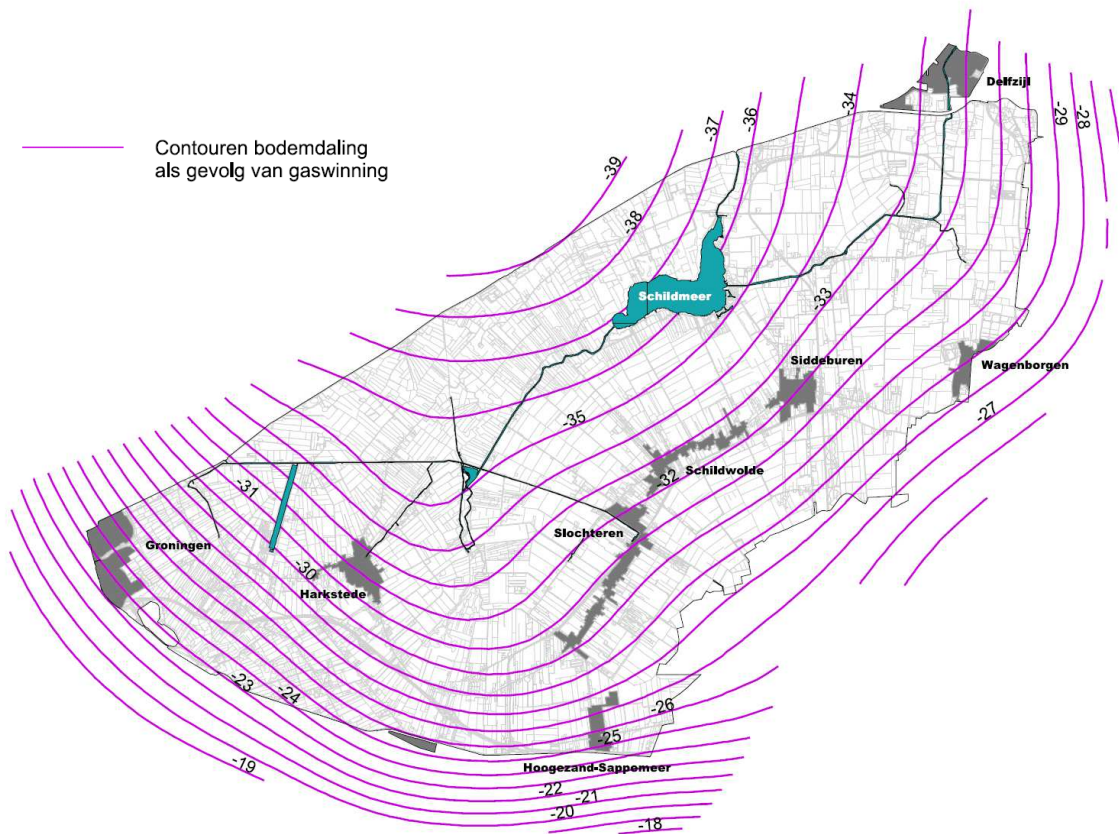 Delfzijl
-34
-29
-28
-37
-36
Contouren bodemdaling
als gevolg van gaswinning
-39
-38
Schildmeer
-33
Siddeburen
Wagenborgen
-27
-35
Schildwolde
-32
-31
Slochteren
Groningen
-30
Harkstede
-23
-24
-26
-25
-19
Hoogezand-Sappemeer
-22
-21
-20
-18